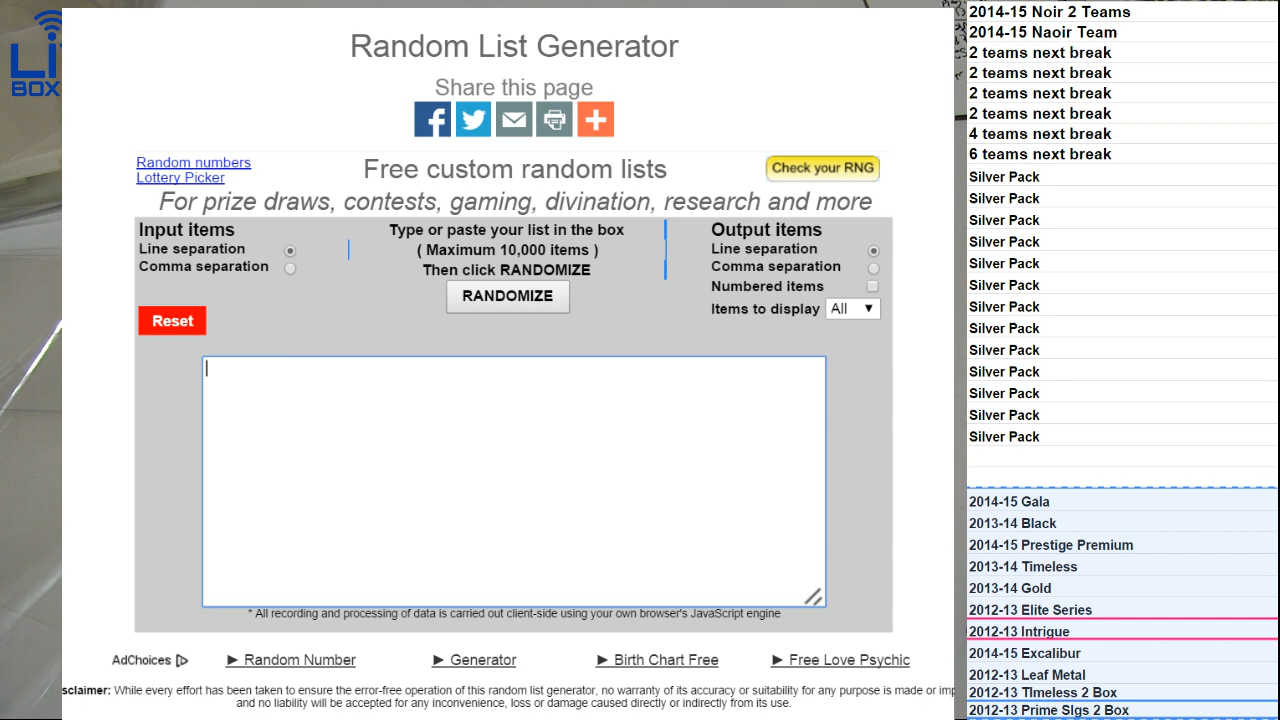 Li
BOX
Random List Generator
Share this page
Random numbers
Lottery Picker
Free custom random lists
Check your RNG
For prize draws, contests, gaming, divination, research and more
Input items
Line separation
Comma separation
Type or paste your list in the box
( Maximum 10,000 items )
Then click RANDOMIZE
RANDOMIZE
Output items
Line separation
Comma separation
Numbered items
Items to display All
Reset
* All recording and processing of data is carried out client-side using your own browser's JavaScript engine
AdChoices
Random Number
Generator
Birth Chart Free
Free Love Psychic
sclaimer: While every effort has been taken to ensure the error-free operation of this random list generator, no warranty of its accuracy or suitability for any purpose is made or imp
and no liability will be accepted for any inconvenience, loss or damage caused directly or indirectly from its use.
2014-15 Noir 2 Teams
2014-15 Naoir Team
2 teams next break
2 teams next break
2 teams next break
2 teams next break
4 teams next break
6 teams next break
Silver Pack
Silver Pack
Silver Pack
Silver Pack
Silver Pack
Silver Pack
Silver Pack
Silver Pack
Silver Pack
Silver Pack
Silver Pack
Silver Pack
Silver Pack
2014-15 Gala
2013-14 Black
2014-15 Prestige Premium
2013-14 Timeless
2013-14 Gold
2012-13 Elite Series
2012-13 Intrigue
2014-15 Excalibur
2012-13 Leaf Metal
2012-13 TImeless 2 Box
2012-13 Prime SIgs 2 Box